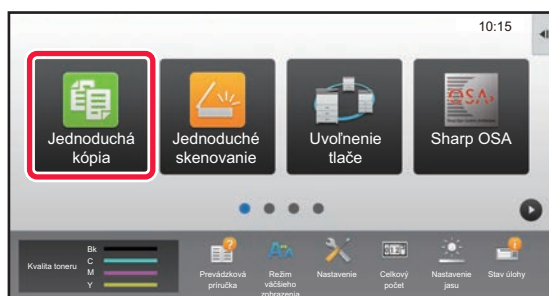 10:15
Jednoduchá
kópia
Jednoduché
skenovanie
Uvoľnenie
tlače
Sharp OSA
OSA
Kvalita toneru
Bk
C
M
Y
Prevádzková
príručka
Režim
väčšieho
zobrazenia
Nastavenie
Celkový
počet
Nastavenie
jasu
Stav úlohy